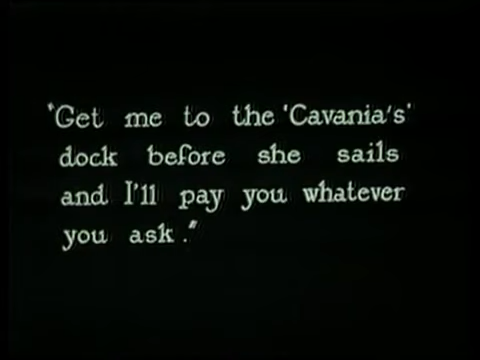 "Get me to the 'Cavania's'
dock before she sails
and I'll pay you whatever
you ask."